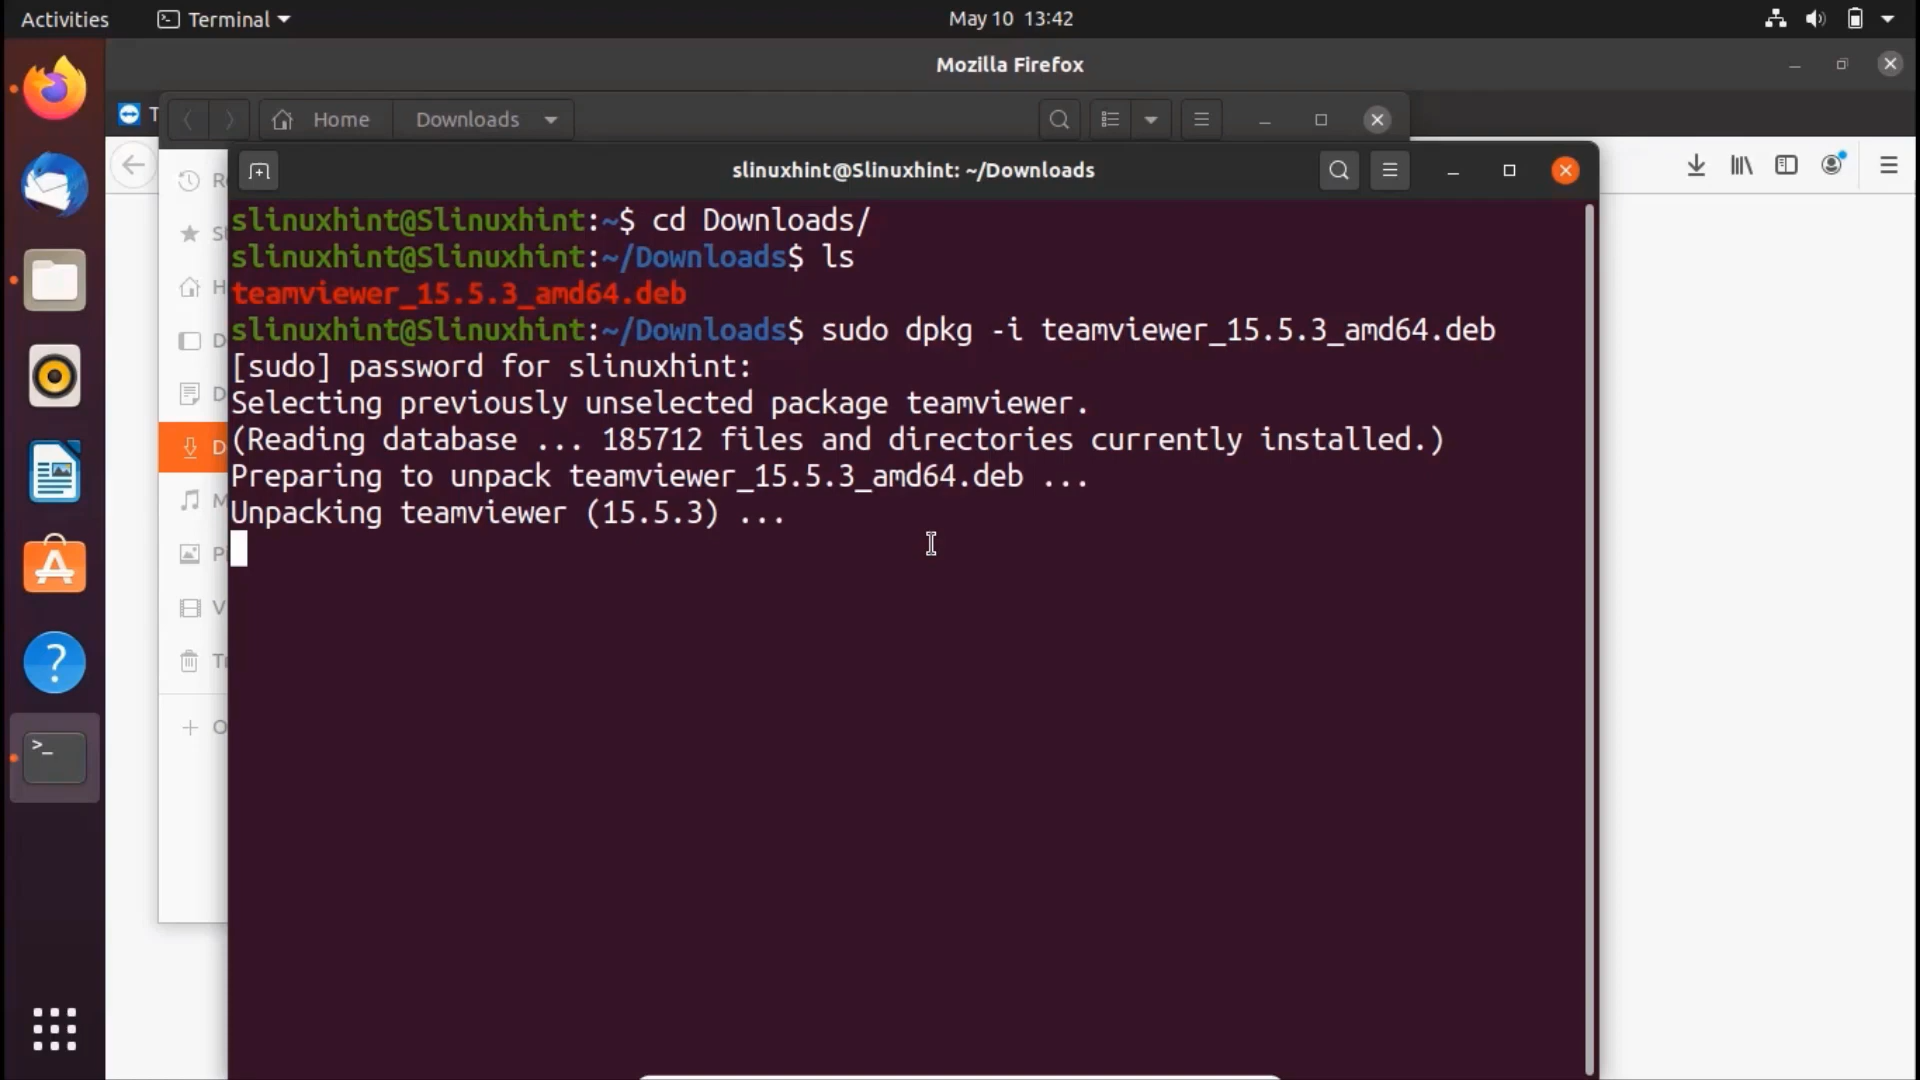 Activities
Terminal
May 10 13:42
Mozilla Firefox
T
Home
Downloads
slinuxhint@Slinuxhint: ~/Downloads
R
S
H
D
D
D
M
P
V
T
O
slinuxhint@Slinuxhint:~$ cd Downloads/
slinuxhint@Slinuxhint:~/Downloads$ ls
teamviewer_15.5.3_amd64.deb
slinuxhint@Slinuxhint:~/Downloads$ sudo dpkg -i teamviewer_15.5.3_amd64.deb
[sudo] password for slinuxhint:
Selecting previously unselected package teamviewer.
(Reading database ... 185712 files and directories currently installed.)
Preparing to unpack teamviewer_15.5.3_amd64.deb ...
Unpacking teamviewer (15.5.3) ...